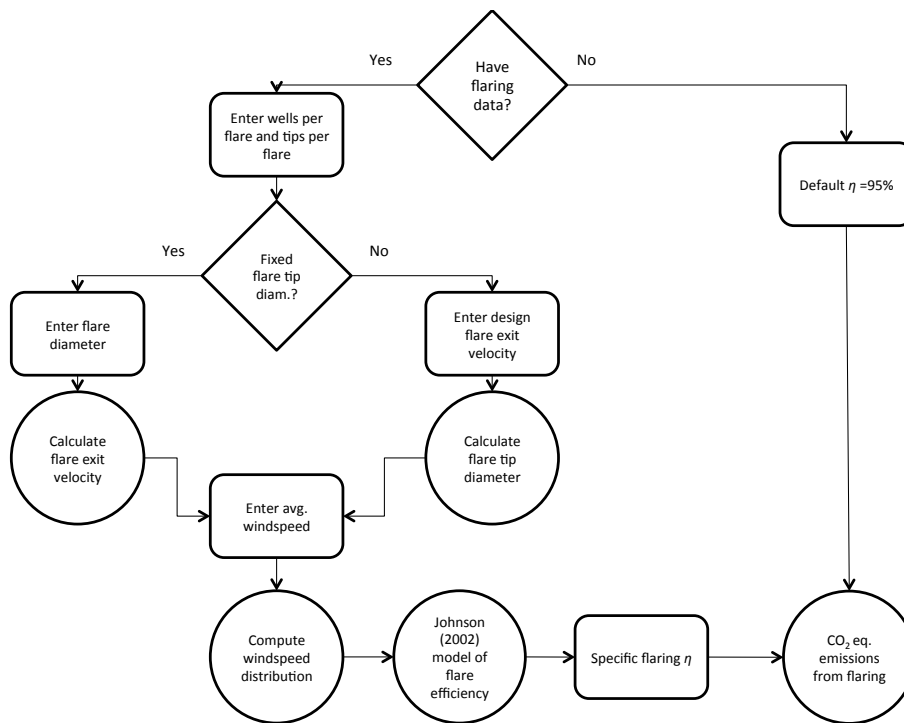 Yes
Have
flaring
data?
No
Enter wells per
flare and tips per
flare
Default η =95%
Yes
Fixed
flare tip
diam.?
No
Enter flare
diameter
Enter design
flare exit
velocity
Calculate
flare exit
velocity
Calculate
flare tip
diameter
Enter avg.
windspeed
Compute
windspeed
distribution
Johnson
(2002)
model of
flare
efficiency
Specific flaring η
CO₂ eq.
emissions
from flaring